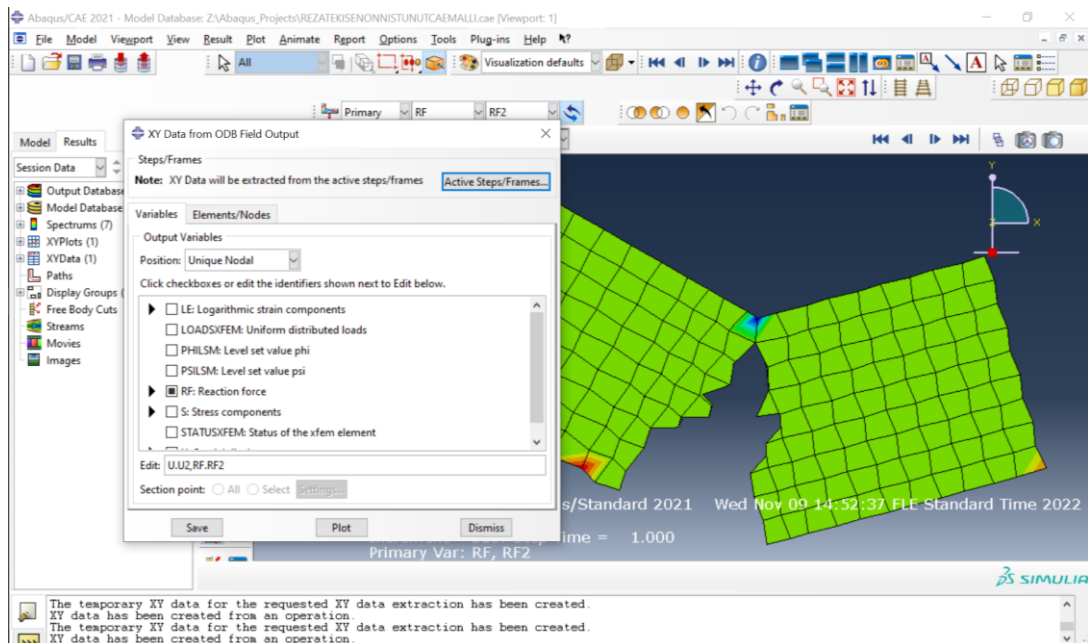 Abaqus/CAE 2021 - Model Database: Z:\Abaqus_Projects\REZATEKISENONNISTUNUTCAEMALLI.cae [Viewport: 1]
File Model Viewport View Result Plot Animate Report Options Tools Plug-ins Help
All
Visualization defaults
Primary RF RF2
Model Results
Session Data
Output Database
Model Database
Spectrums (7)
XYPlots (1)
XYData (1)
Paths
Display Groups (
Free Body Cuts
Streams
Movies
Images
XY Data from ODB Field Output
Steps/Frames
Note: XY Data will be extracted from the active steps/frames
Active Steps/Frames...
Variables Elements/Nodes
Output Variables
Position: Unique Nodal
Click checkboxes or edit the identifiers shown next to Edit below.
LE: Logarithmic strain components
LOADSXFEM: Uniform distributed loads
PHILSM: Level set value phi
PSILSM: Level set value psi
RF: Reaction force
S: Stress components
STATUSXFEM: Status of the xfem element
Edit: U.U2,RF.RF2
Section point: All Select Settings...
Save Plot Dismiss
Y
X
Z
s/Standard 2021 Wed Nov 09 14:52:37 FLE Standard Time 2022
ime = 1.000
Primary Var: RF, RF2
SIMULIA
The temporary XY data for the requested XY data extraction has been created.
XY data has been created from an operation.
The temporary XY data for the requested XY data extraction has been created.
XY data has been created from an operation.